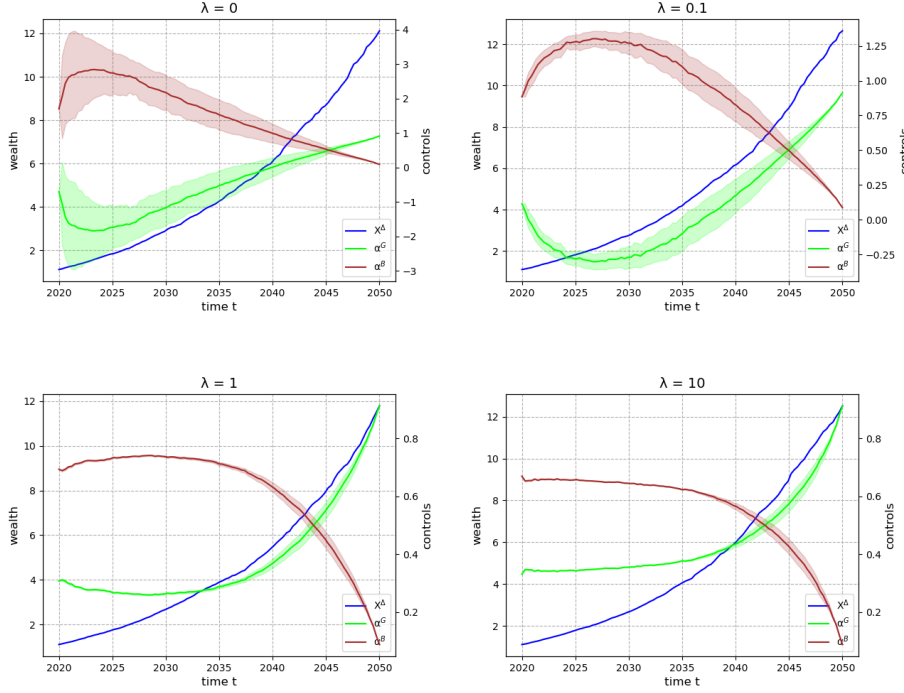 λ = 0
12
10
8
6
4
2
wealth
4
3
2
1
0
−1
−2
−3
controls
X^Δ
α^G
α^B
2020 2025 2030 2035 2040 2045 2050
time t
λ = 0.1
12
10
8
6
4
2
wealth
1.25
1.00
0.75
0.50
0.25
0.00
−0.25
controls
X^Δ
α^G
α^B
2020 2025 2030 2035 2040 2045 2050
time t
λ = 1
12
10
8
6
4
2
wealth
0.8
0.6
0.4
0.2
controls
X^Δ
α^G
α^B
2020 2025 2030 2035 2040 2045 2050
time t
λ = 10
12
10
8
6
4
2
wealth
0.8
0.6
0.4
0.2
controls
X^Δ
α^G
α^B
2020 2025 2030 2035 2040 2045 2050
time t